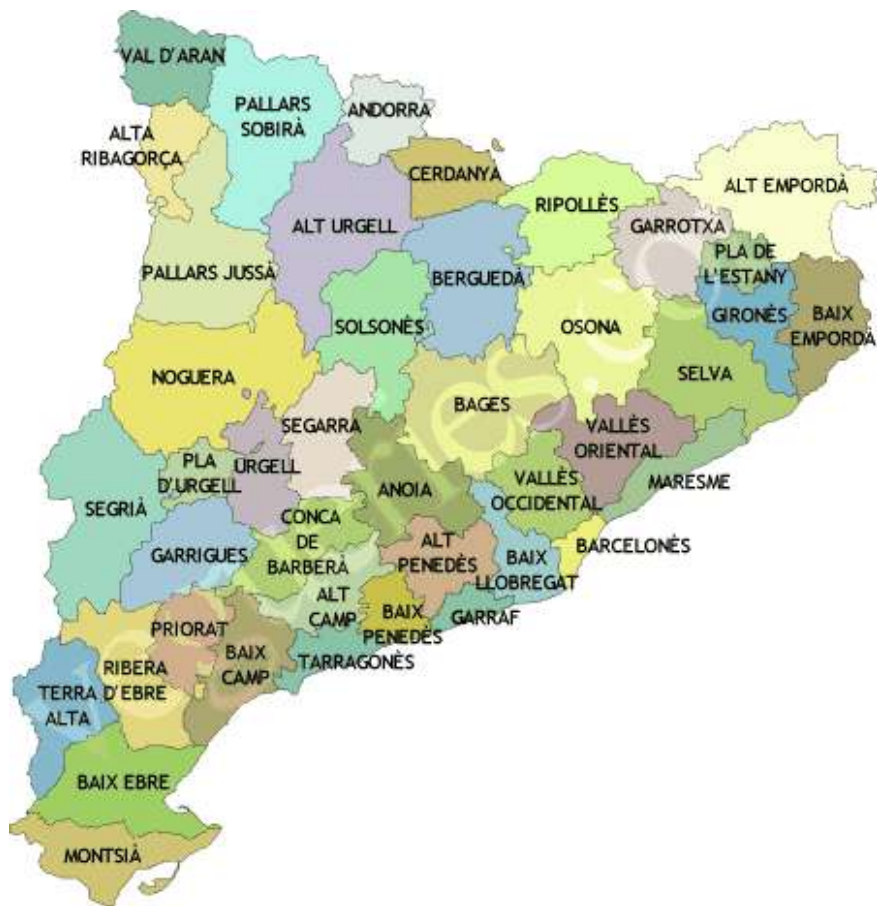 VAL D'ARAN
PALLARS
SOBIRÀ
ANDORRA
ALTA
RIBAGORÇA
CERDANYA
ALT EMPORDÀ
RIPOLLÈS
ALT URGELL
GARROTXA
PLA DE
L'ESTANY
PALLARS JUSSÀ
BERGUEDÀ
GIRONÈS
BAIX
EMPORDÀ
SOLSONÈS
OSONA
NOGUERA
SELVA
BAGES
SEGARRA
VALLÈS
ORIENTAL
PLA
D'URGELL
URGELL
ANOIA
VALLÈS
OCCIDENTAL
MARESME
SEGRIÀ
CONCA
DE
BARBERÀ
GARRIGUES
ALT
PENEDÈS
BAIX
LLOBREGAT
BARCELONÈS
ALT
CAMP
BAIX
PENEDÈS
GARRAF
PRIORAT
BAIX
CAMP
TARRAGONÈS
RIBERA
D'EBRE
TERRA
ALTA
BAIX EBRE
MONTSIÀ